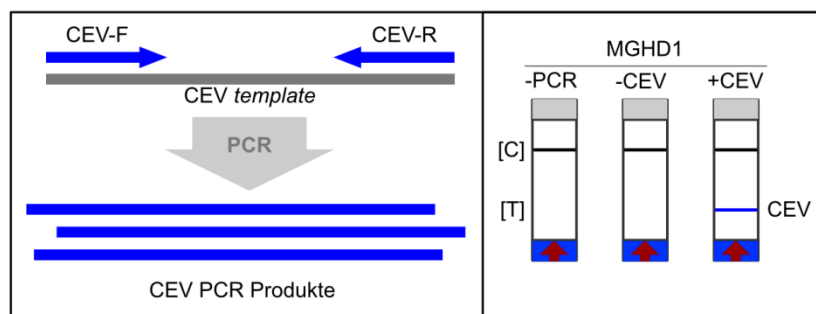 CEV-F
CEV-R
CEV template
PCR
CEV PCR Produkte
MGHD1
-PCR -CEV +CEV
[C]
[T]
CEV